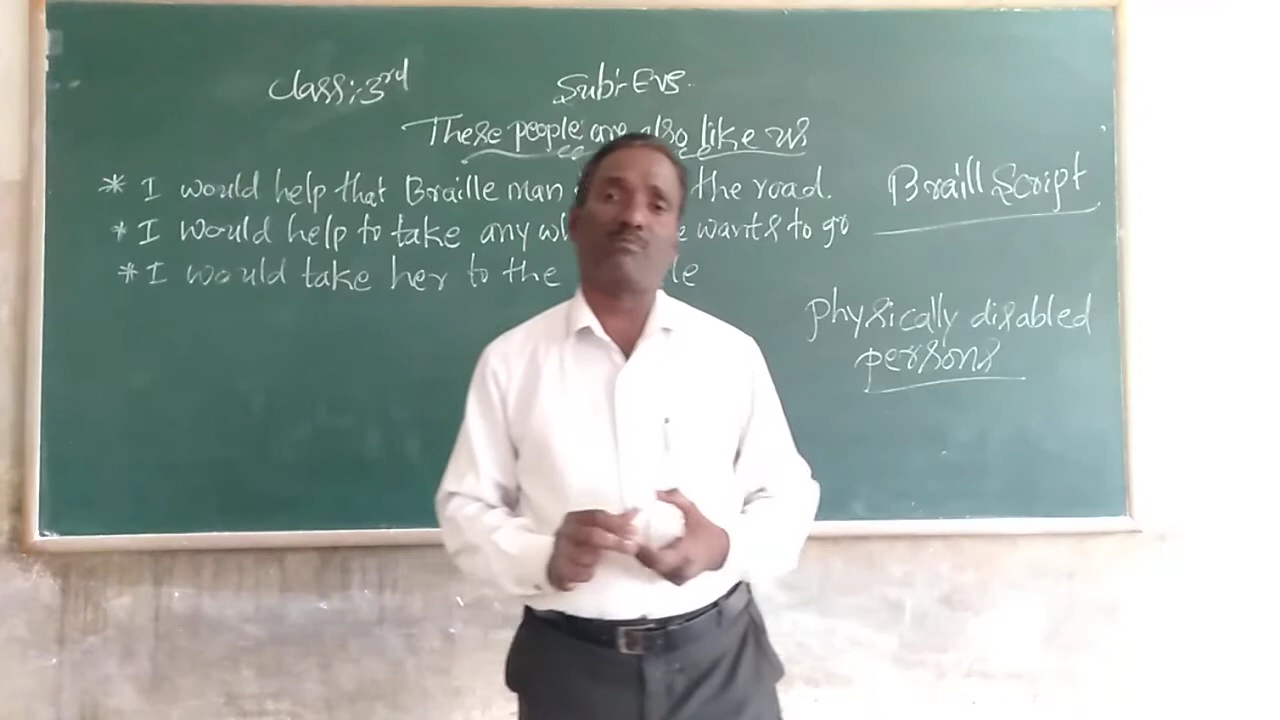 Class:- 3rd Sub:- EVS.
These people are also like us
* I would help that Braille man the road.
* I would help to take any wants to go
* I would take her to the
Braill Script
physically disabled
persons